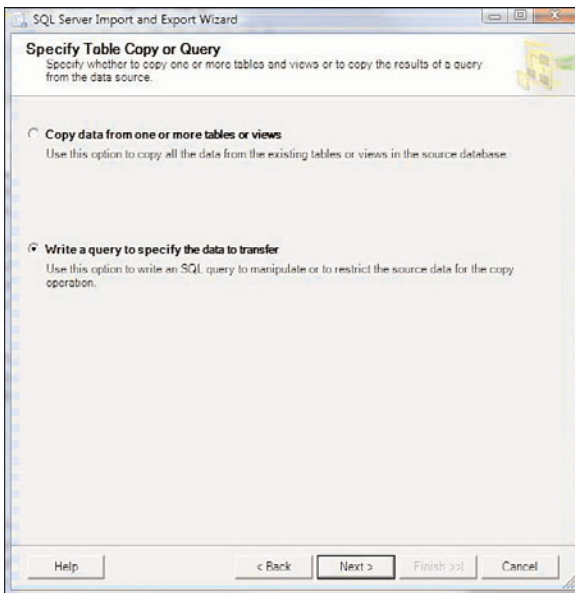 SQL Server Import and Export Wizard
Specify Table Copy or Query
Specify whether to copy one or more tables and views or to copy the results of a query
from the data source.
Copy data from one or more tables or views
Use this option to copy all the data from the existing tables or views in the source database.
Write a query to specify the data to transfer
Use this option to write an SQL query to manipulate or to restrict the source data for the copy
operation.
Help
< Back
Next >
Finish >>|
Cancel